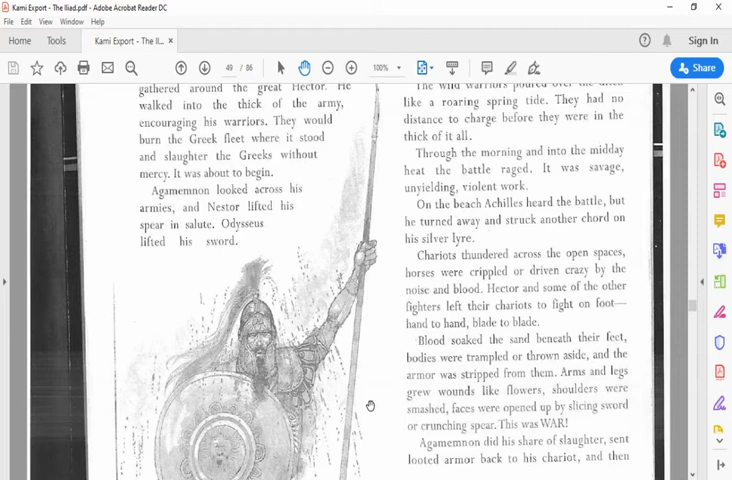 Kami Export - The Iliad.pdf - Adobe Acrobat Reader DC
File Edit View Window Help
Home Tools Kami Export - The Il... × Sign In
49 / 86 100% Share
gathered around the great Hector. He
walked into the thick of the army,
encouraging his warriors. They would
burn the Greek fleet where it stood
and slaughter the Greeks without
mercy. It was about to begin.
Agamemnon looked across his
armies, and Nestor lifted his
spear in salute. Odysseus
lifted his sword.
The wild warriors poured over the
like a roaring spring tide. They had no
distance to charge before they were in the
thick of it all.
Through the morning and into the midday
heat the battle raged. It was savage,
unyielding, violent work.
On the beach Achilles heard the battle, but
he turned away and struck another chord on
his silver lyre.
Chariots thundered across the open spaces,
horses were crippled or driven crazy by the
noise and blood. Hector and some of the other
fighters left their chariots to fight on foot—
hand to hand, blade to blade.
Blood soaked the sand beneath their feet,
bodies were trampled or thrown aside, and the
armor was stripped from them. Arms and legs
grew wounds like flowers, shoulders were
smashed, faces were opened up by slicing sword
or crunching spear. This was WAR!
Agamemnon did his share of slaughter, sent
looted armor back to his chariot, and then